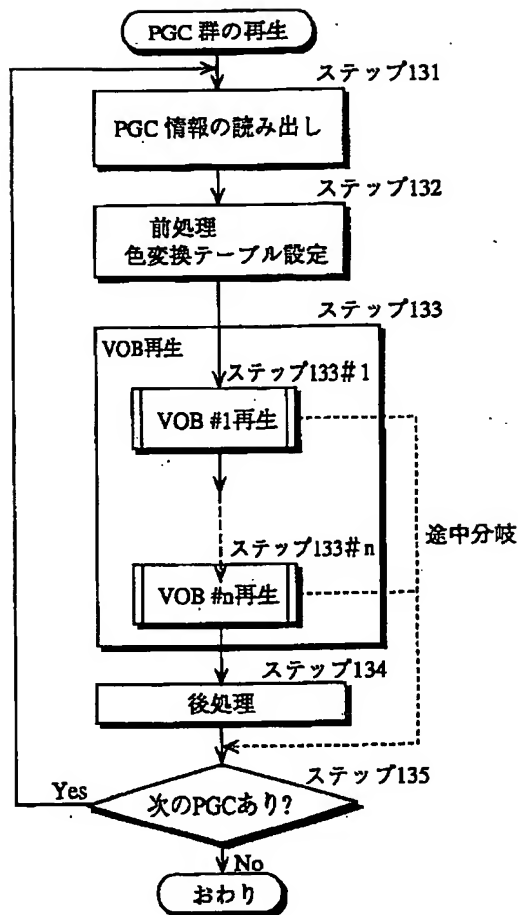 PGC 群の再生
ステップ131
PGC 情報の読み出し
ステップ132
前処理
色変換テーブル設定
ステップ133
VOB再生
ステップ133#1
VOB #1再生
ステップ133#n
途中分岐
VOB #n再生
ステップ134
後処理
ステップ135
Yes
次のPGCあり?
No
おわり